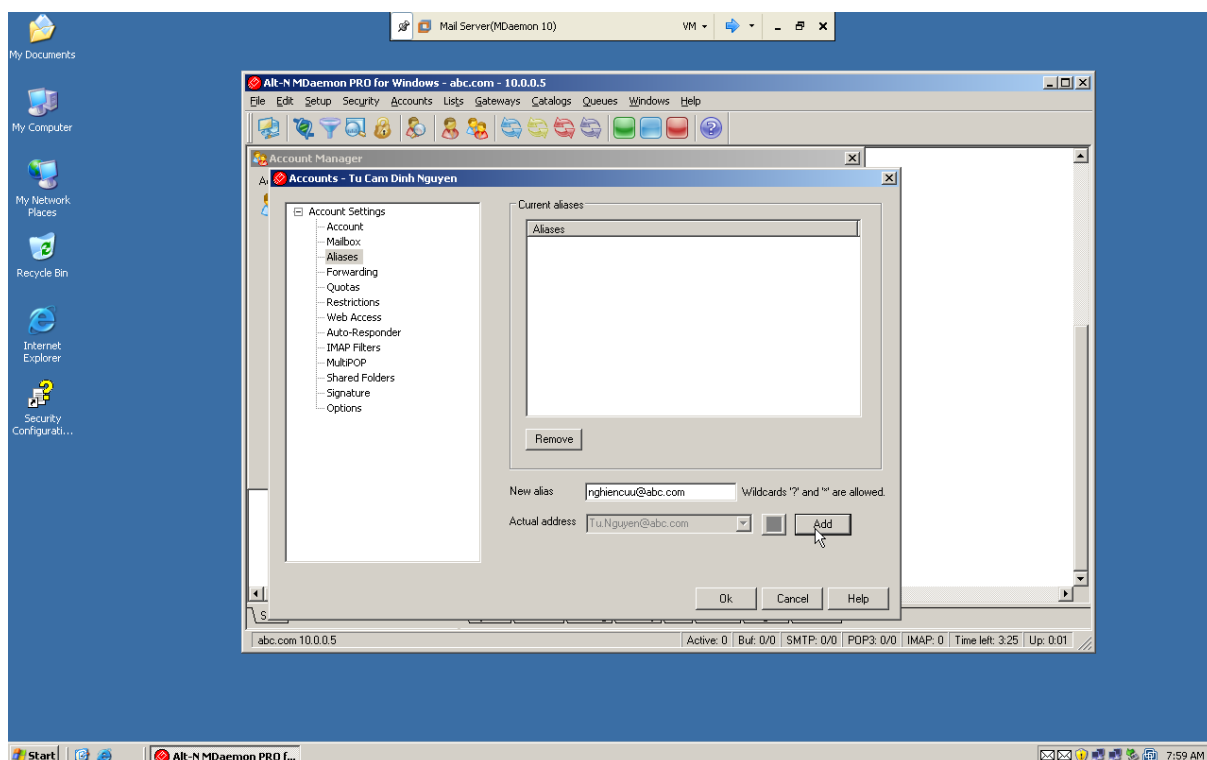 Mail Server(MDaemon 10)
VM
My Documents
My Computer
My Network
Places
Recycle Bin
Internet
Explorer
Security
Configurati...
Alt-N MDaemon PRO for Windows - abc.com - 10.0.0.5
File Edit Setup Security Accounts Lists Gateways Catalogs Queues Windows Help
Account Manager
Accounts - Tu Cam Dinh Nguyen
Account Settings
Account
Mailbox
Aliases
Forwarding
Quotas
Restrictions
Web Access
Auto-Responder
IMAP Filters
MultiPOP
Shared Folders
Signature
Options
Current aliases
Aliases
Remove
New alias nghiencuu@abc.com Wildcards '?' and '*' are allowed.
Actual address Tu.Nguyen@abc.com Add
Ok Cancel Help
abc.com 10.0.0.5 Active: 0 Buf: 0/0 SMTP: 0/0 POP3: 0/0 IMAP: 0 Time left: 3:25 Up: 0:01
Start Alt-N MDaemon PRO f... 7:59 AM